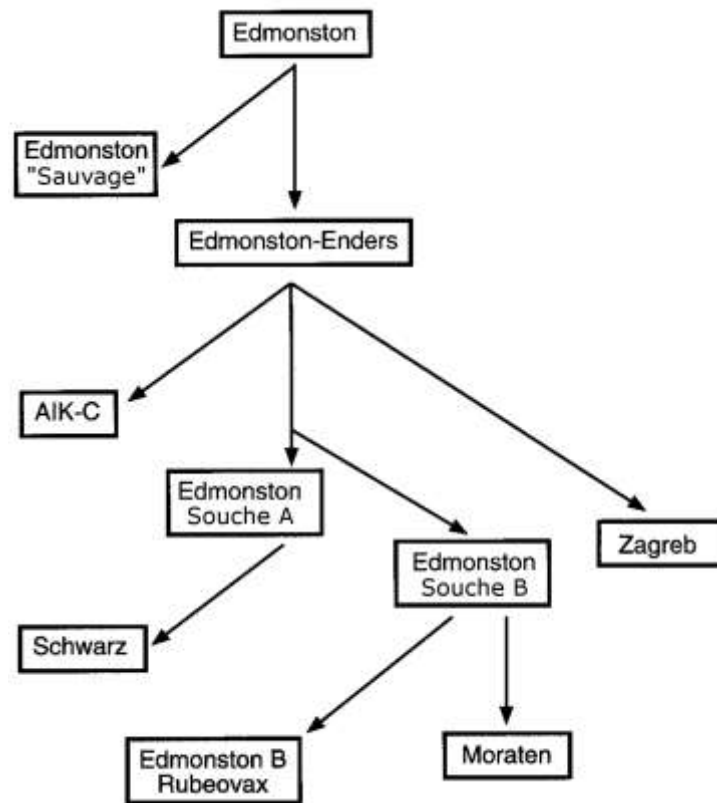 Edmonston
Edmonston
"Sauvage"
Edmonston-Enders
AIK-C
Edmonston
Souche A
Zagreb
Edmonston
Souche B
Schwarz
Edmonston B
Rubeovax
Moraten